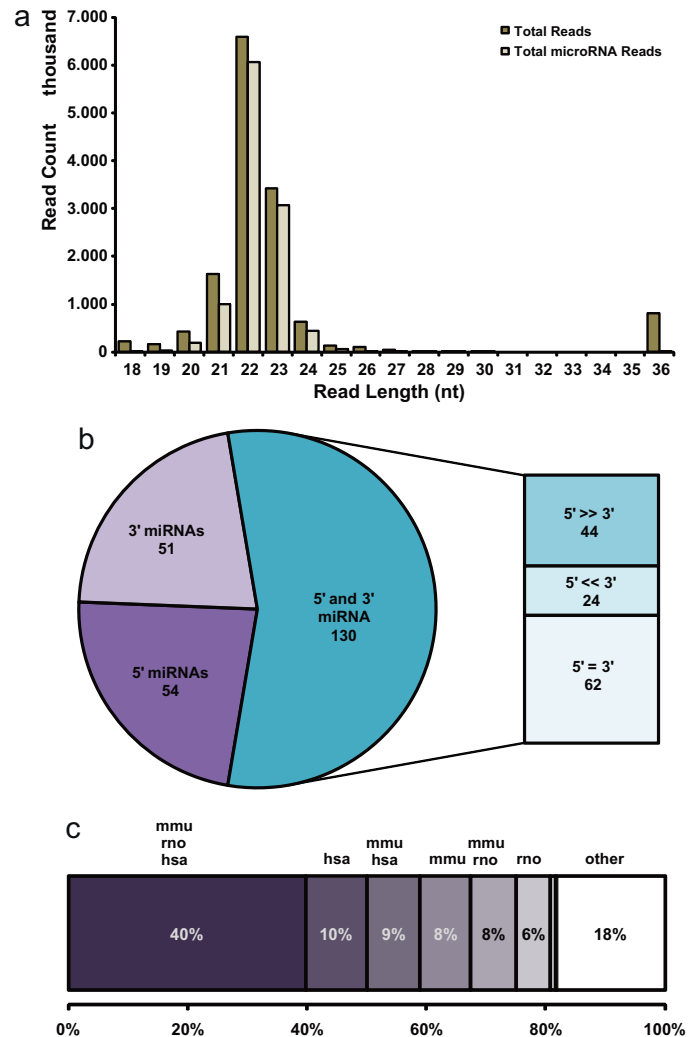 a
Read Count thousand
7.000
6.000
5.000
4.000
3.000
2.000
1.000
0
Total Reads
Total microRNA Reads
18 19 20 21 22 23 24 25 26 27 28 29 30 31 32 33 34 35 36
Read Length (nt)
b
3' miRNAs
51
5' miRNAs
54
5' and 3'
miRNA
130
5' >> 3'
44
5' << 3'
24
5' = 3'
62
c
mmu
rno
hsa
hsa
mmu
hsa
mmu
mmu
rno
rno
other
40%
10%
9%
8%
8%
6%
18%
0% 20% 40% 60% 80% 100%